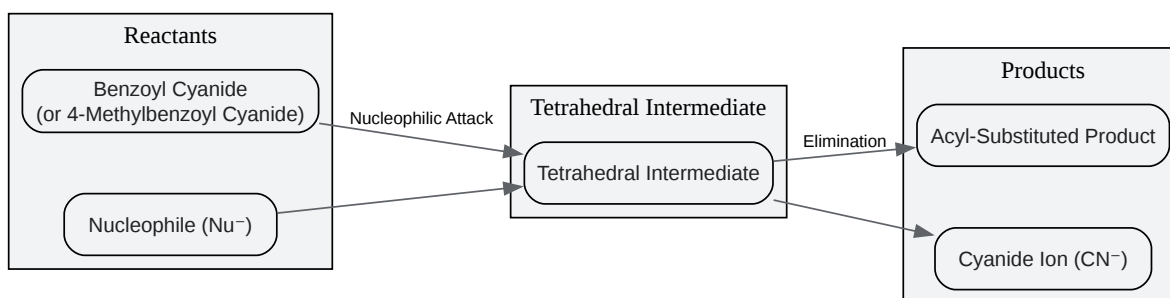 Reactants
Benzoyl Cyanide
(or 4-Methylbenzoyl Cyanide)
Nucleophile (Nu⁻)
Nucleophilic Attack
Tetrahedral Intermediate
Tetrahedral Intermediate
Elimination
Products
Acyl-Substituted Product
Cyanide Ion (CN⁻)